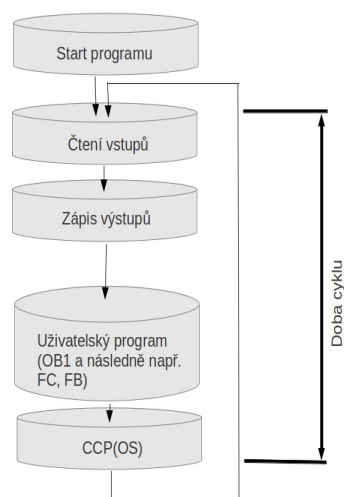 Start programu
Čtení vstupů
Zápis výstupů
Uživatelský program
(OB1 a následně např.
FC, FB)
CCP(OS)
Doba cyklu